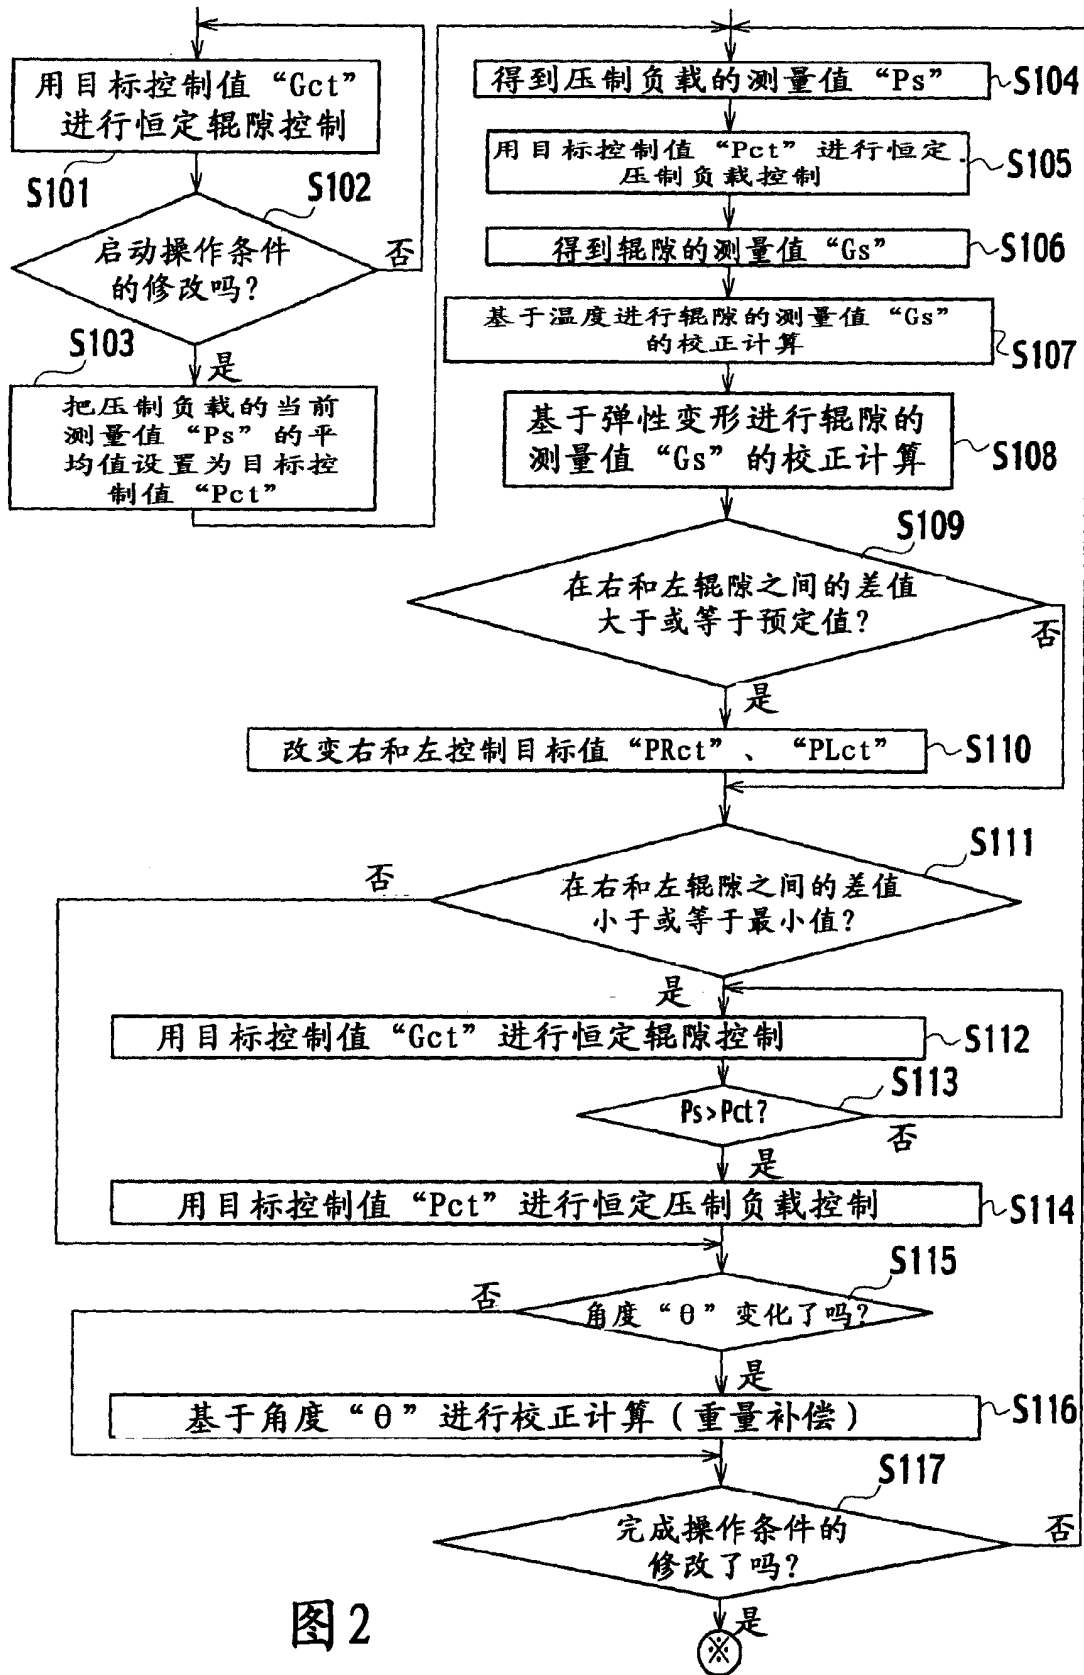 用目标控制值“Gct”
进行恒定辊隙控制
S101
S102
启动操作条件
的修改吗?
否
S103
是
把压制负载的当前
测量值“Ps”的平
均值设置为目标控
制值“Pct”
得到压制负载的测量值“Ps”
S104
用目标控制值“Pct”进行恒定
压制负载控制
S105
得到辊隙的测量值“Gs”
S106
基于温度进行辊隙的测量值“Gs”
的校正计算
S107
基于弹性变形进行辊隙的
测量值“Gs”的校正计算
S108
S109
在右和左辊隙之间的差值
大于或等于预定值?
否
是
改变右和左控制目标值“PRct”、“PLct”
S110
S111
否
在右和左辊隙之间的差值
小于或等于最小值?
是
用目标控制值“Gct”进行恒定辊隙控制
S112
S113
Ps>Pct?
否
是
用目标控制值“Pct”进行恒定压制负载控制
S114
S115
否
角度“θ”变化了吗?
是
基于角度“θ”进行校正计算(重量补偿)
S116
S117
完成操作条件的
修改了吗?
否
是
※
图2